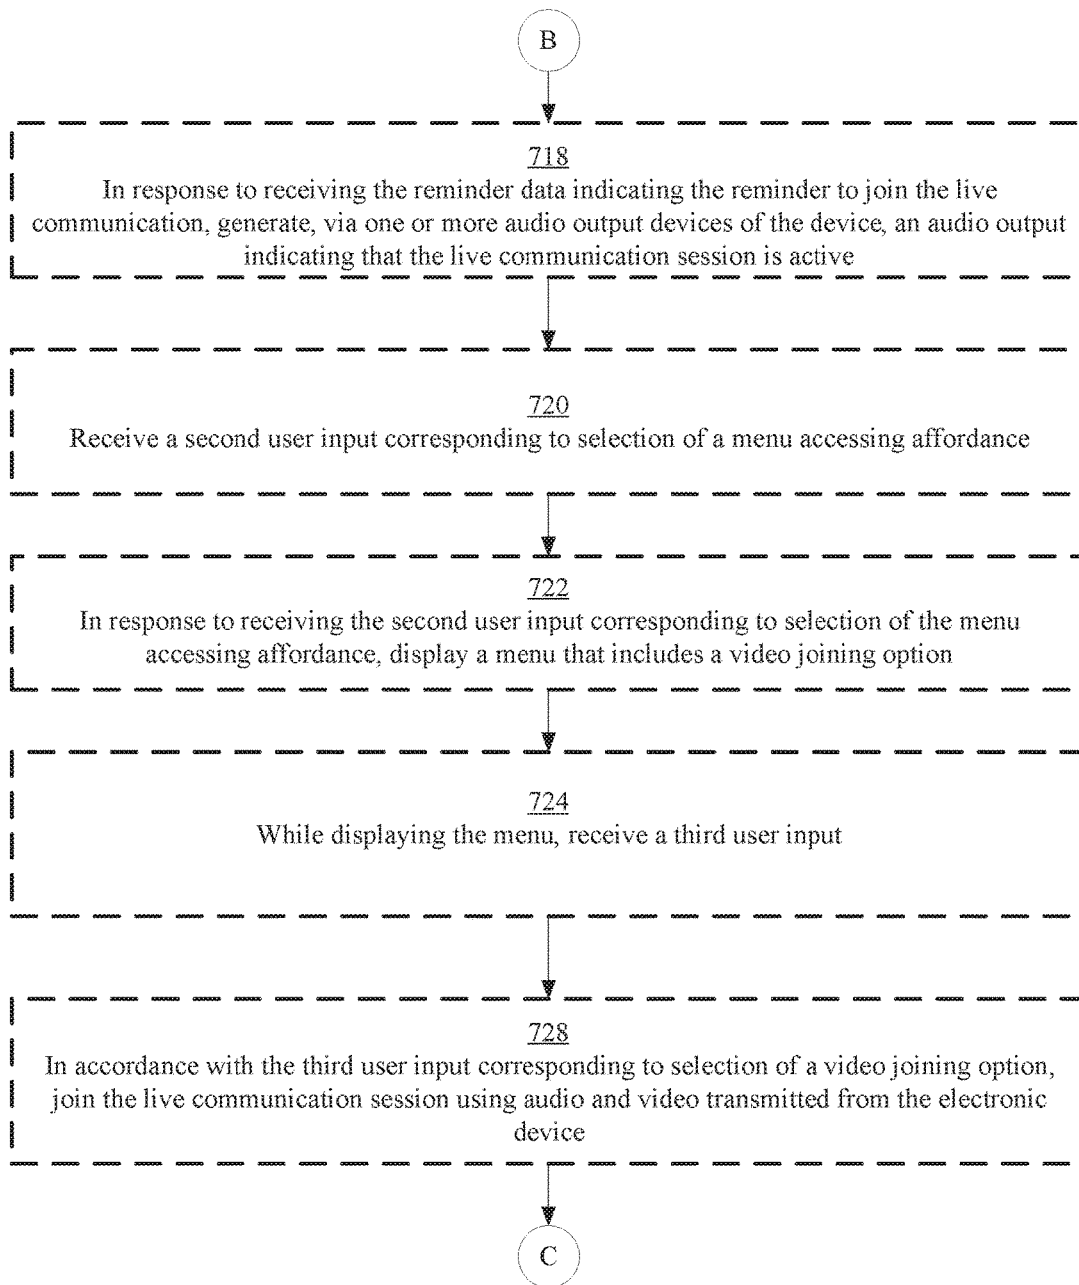 B
718
In response to receiving the reminder data indicating the reminder to join the live
communication, generate, via one or more audio output devices of the device, an audio output
indicating that the live communication session is active
720
Receive a second user input corresponding to selection of a menu accessing affordance
722
In response to receiving the second user input corresponding to selection of the menu
accessing affordance, display a menu that includes a video joining option
724
While displaying the menu, receive a third user input
728
In accordance with the third user input corresponding to selection of a video joining option,
join the live communication session using audio and video transmitted from the electronic
device
C